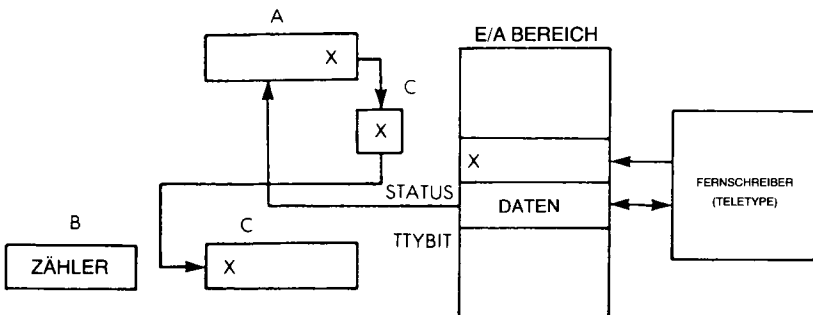 A
E/A BEREICH
X
C
X
X
STATUS
DATEN
FERNSCHREIBER
(TELETYPE)
B
C
TTYBIT
ZÄHLER
X